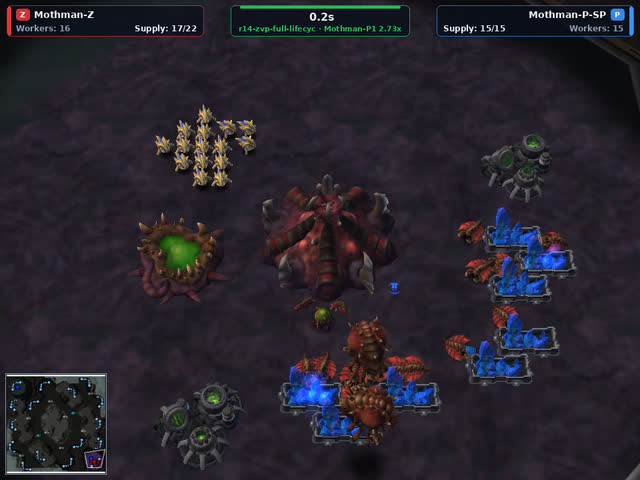 Z Mothman-Z
Workers: 16 Supply: 17/22
0.2s
r14-zvp-full-lifecyc · Mothman-P1 2.73x
Mothman-P-SP P
Supply: 15/15 Workers: 15